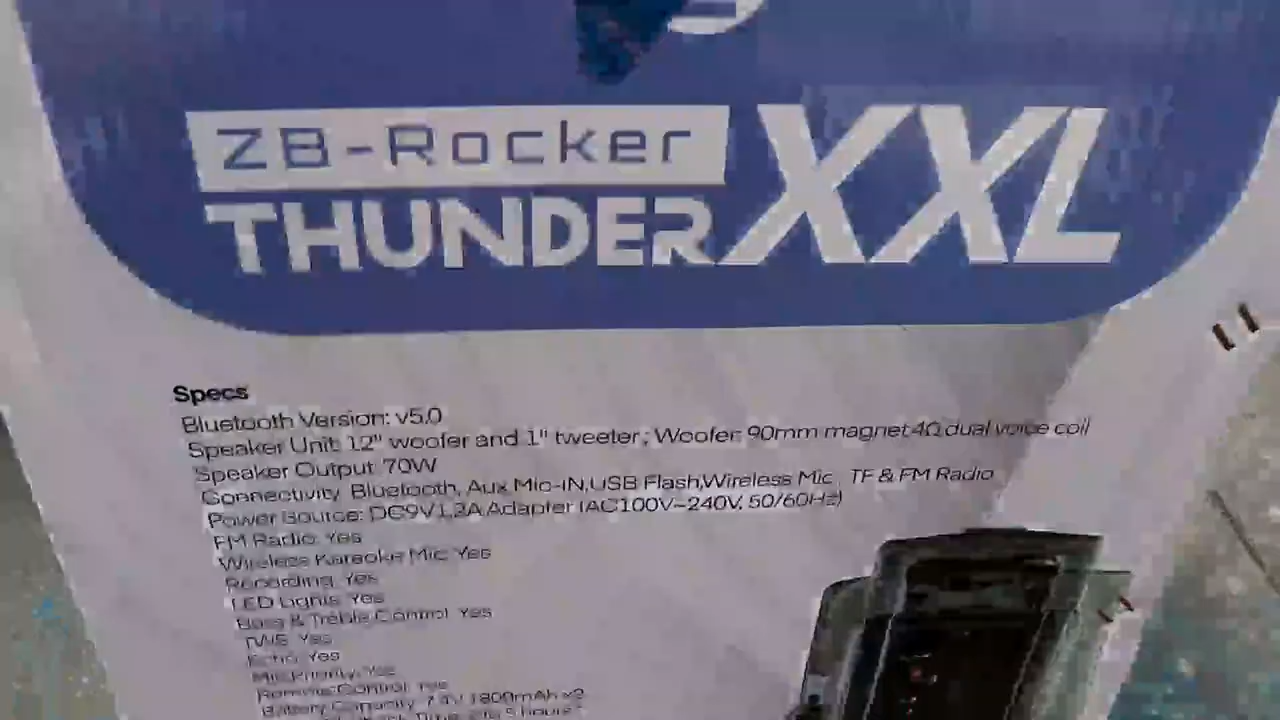 ZB-Rocker
THUNDER XXL
Specs
Bluetooth Version: v5.0
Speaker Unit: 12" woofer and 1" tweeter; Woofer: 90mm magnet 4Ω dual voice coil
Speaker Output: 70W
Connectivity: Bluetooth, Aux Mic-IN, USB Flash, Wireless Mic, TF & FM Radio
Power Source: DC9V1.3A Adapter (AC100V~240V, 50/60Hz)
FM Radio: Yes
Wireless Karaoke Mic: Yes
Recording: Yes
LED Lights: Yes
Bass & Treble Control: Yes
TWS: Yes
Echo: Yes
Mic Priority: Yes
Remote Control: Yes
Battery Capacity: 7.4V 1800mAh x2
5 hours